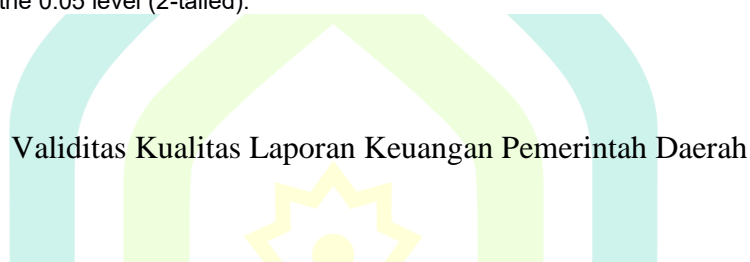 the 0.05 level (2-tailed).
Validitas Kualitas Laporan Keuangan Pemerintah Daerah